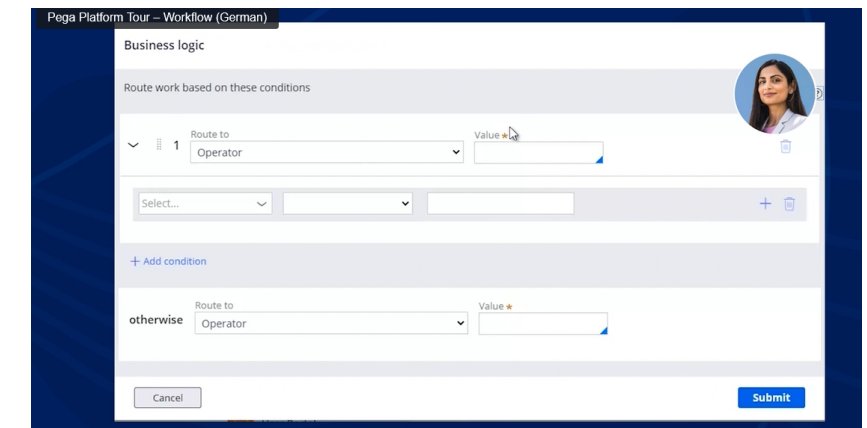 Pega Platform Tour – Workflow (German)
Business logic
Route work based on these conditions
1
Route to
Value *
Operator
Select...
+ Add condition
Route to
Value *
otherwise
Operator
Cancel
Submit